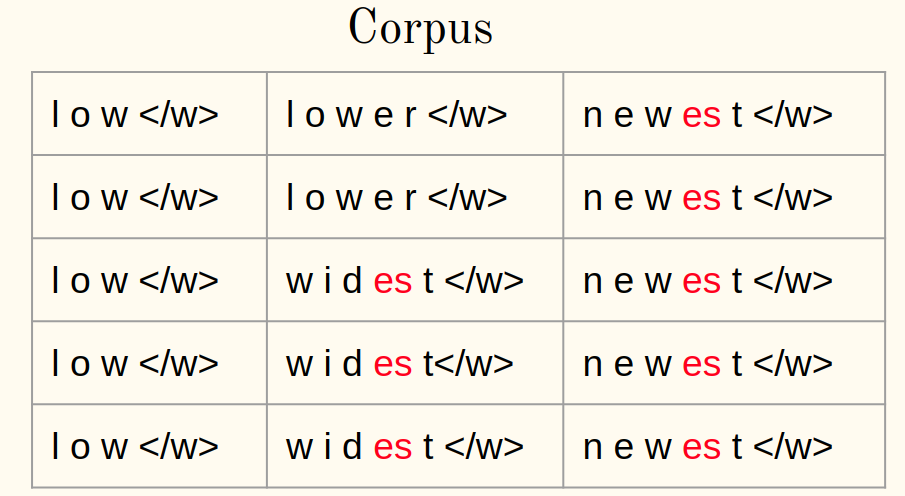 Corpus
l o w </w> l o w e r </w> n e w es t </w>
l o w </w> l o w e r </w> n e w es t </w>
l o w </w> w i d es t </w> n e w es t </w>
l o w </w> w i d es t</w> n e w es t </w>
l o w </w> w i d es t </w> n e w es t </w>